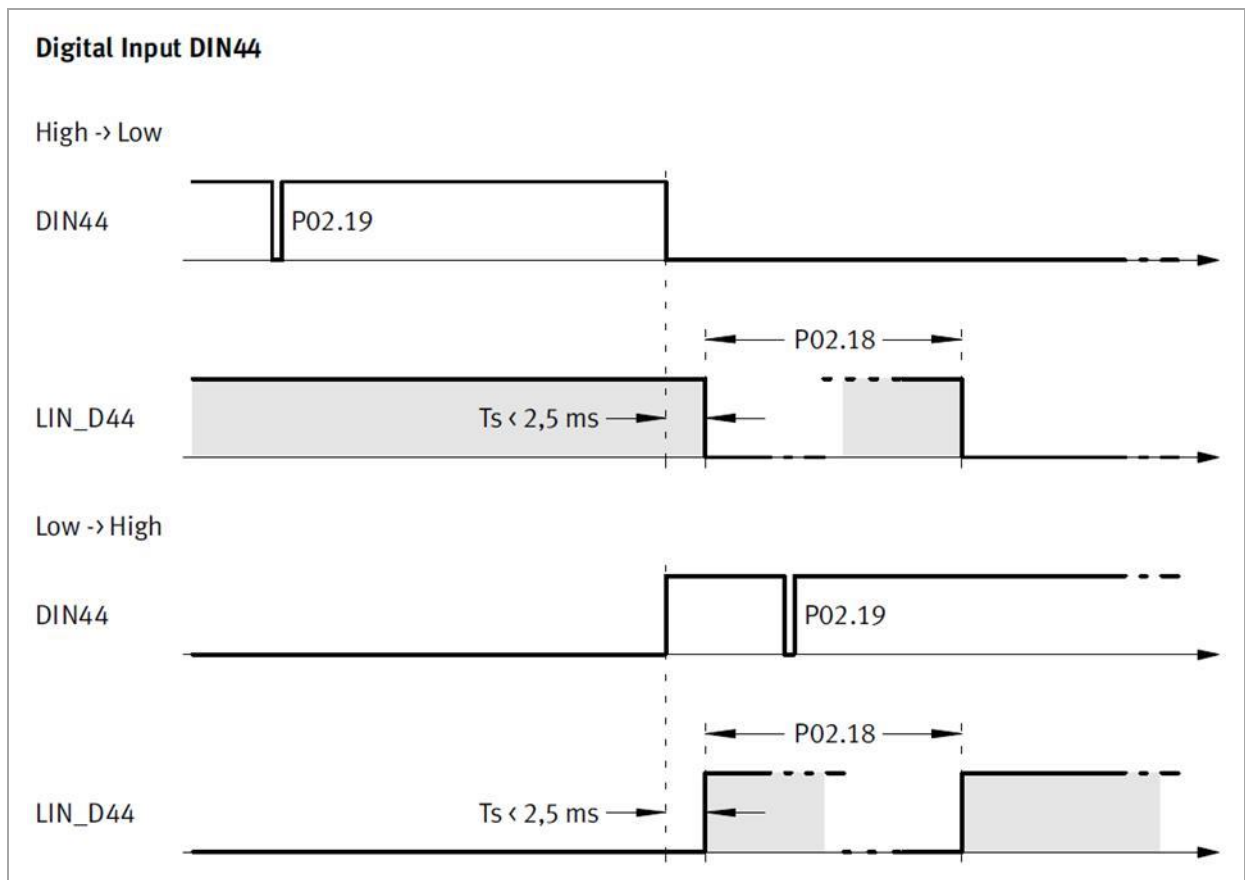 Digital Input DIN44
High -> Low
DIN44
P02.19
P02.18
LIN_D44
Ts < 2,5 ms
Low -> High
DIN44
P02.19
P02.18
LIN_D44
Ts < 2,5 ms